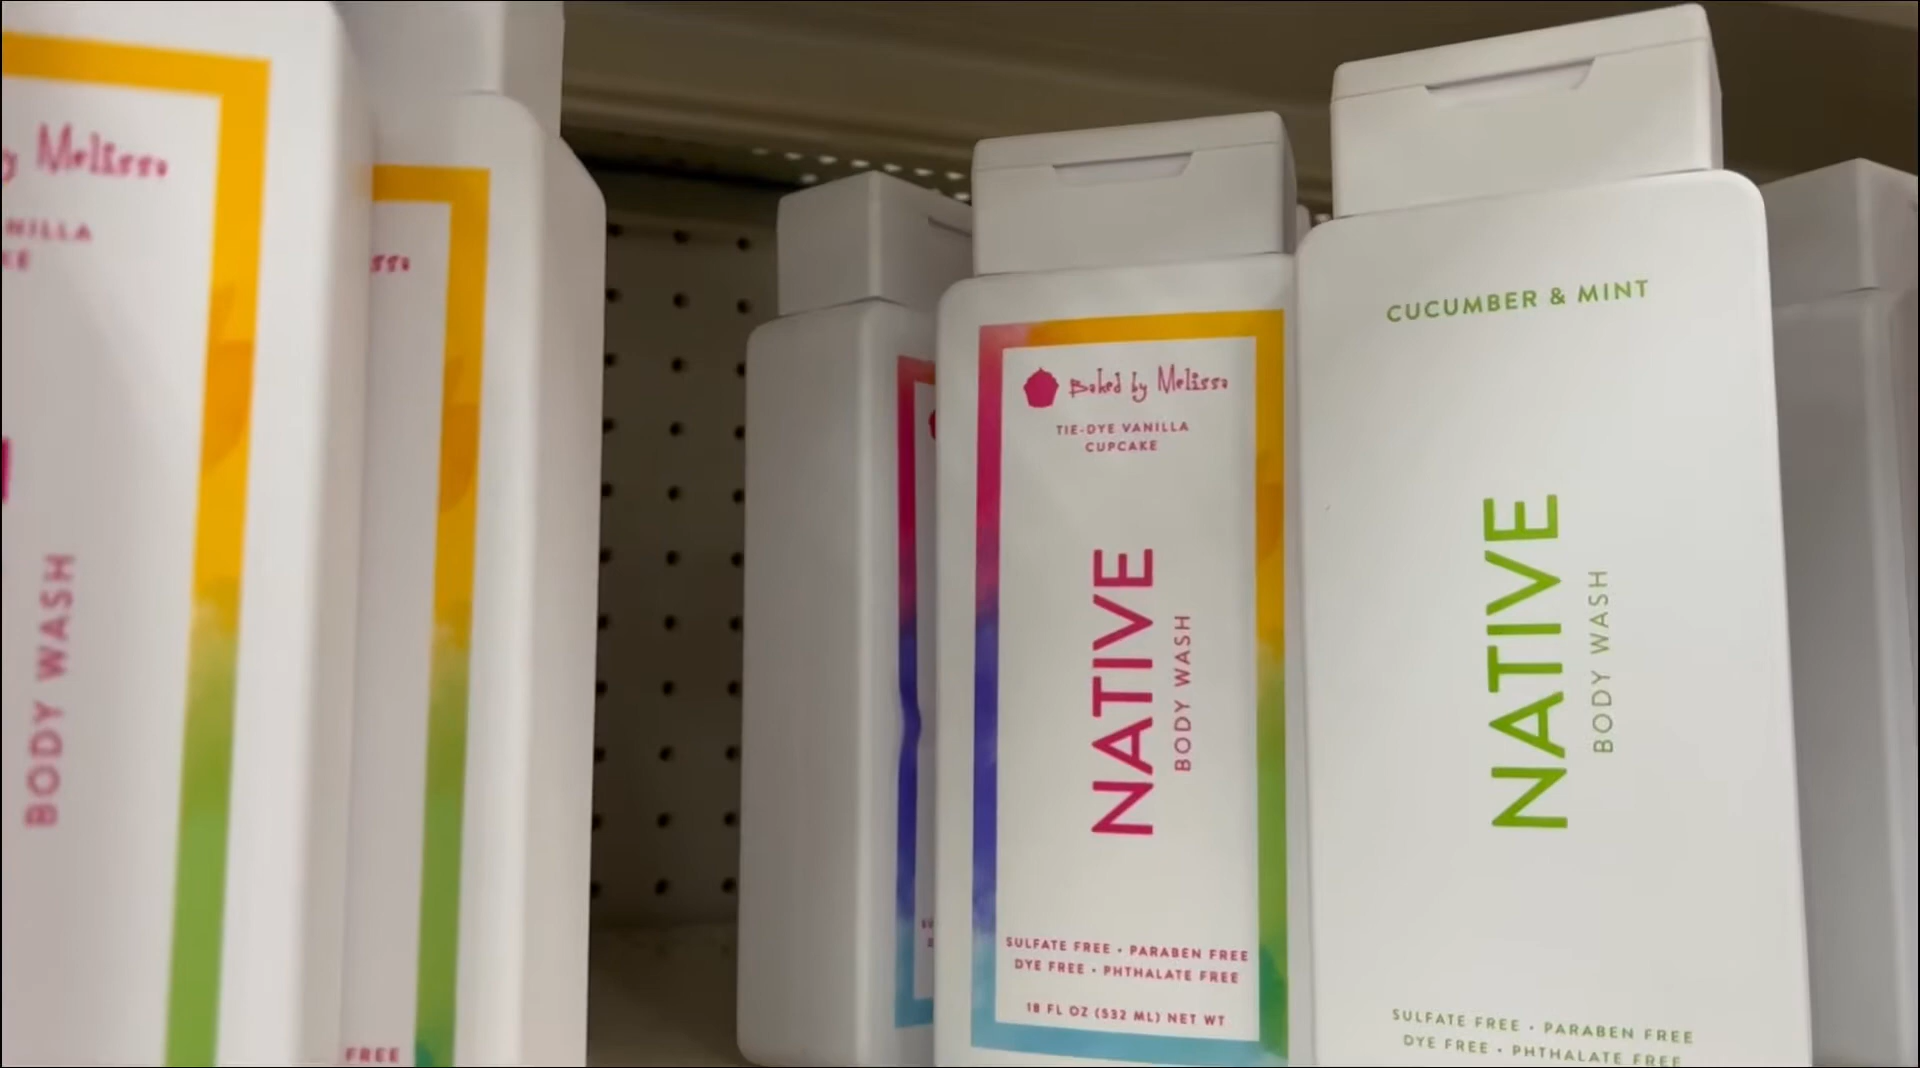 Melissa
BODY WASH
FREE
Baked by Melissa
TIE-DYE VANILLA
CUPCAKE
NATIVE
BODY WASH
SULFATE FREE • PARABEN FREE
DYE FREE • PHTHALATE FREE
18 FL OZ (532 ML) NET WT
CUCUMBER & MINT
NATIVE
BODY WASH
SULFATE FREE • PARABEN FREE
DYE FREE • PHTHALATE FREE